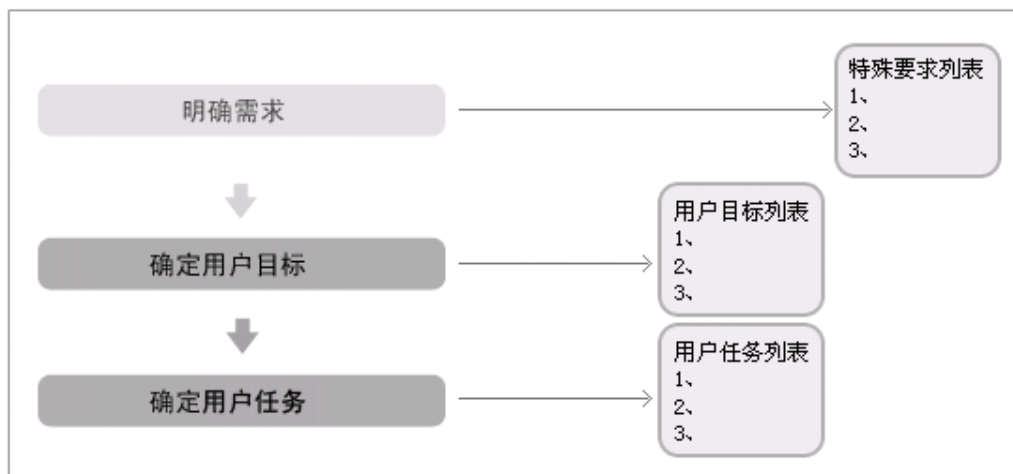 明确需求
特殊要求列表
1、
2、
3、
确定用户目标
用户目标列表
1、
2、
3、
确定用户任务
用户任务列表
1、
2、
3、